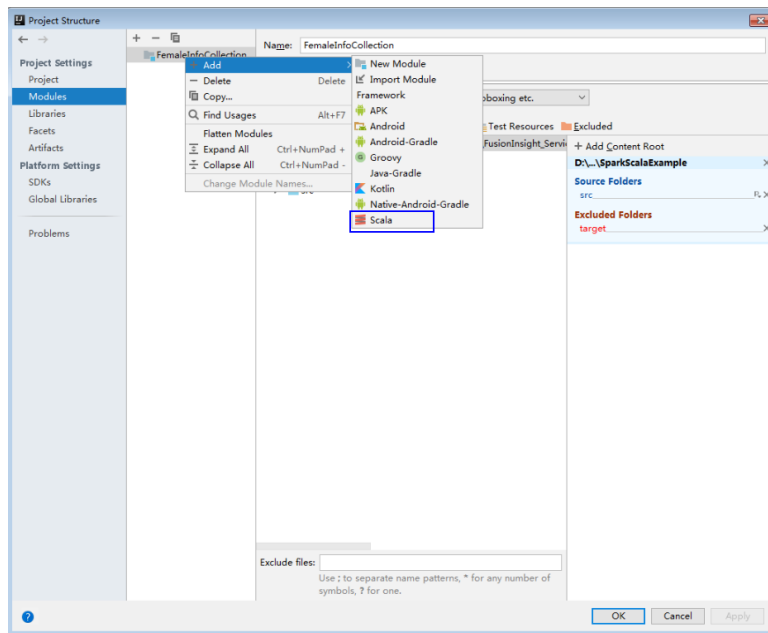 Project Structure
Project Settings
Project
Modules
Libraries
Facets
Artifacts
Platform Settings
SDKs
Global Libraries
Problems
FemaleInfoCollection
Name: FemaleInfoCollection
Add
Delete Delete
Copy...
Find Usages Alt+F7
Flatten Modules
Expand All Ctrl+NumPad +
Collapse All Ctrl+NumPad -
Change Module Names...
New Module
Import Module
Framework
APK
Android
Android-Gradle
Groovy
Java-Gradle
Kotlin
Native-Android-Gradle
Scala
etc.
Test Resources Excluded
+ Add Content Root
D:\...\SparkScalaExample
Source Folders
src
Excluded Folders
target
src
Exclude files:
Use ; to separate name patterns, * for any number of
symbols, ? for one.
OK Cancel Apply